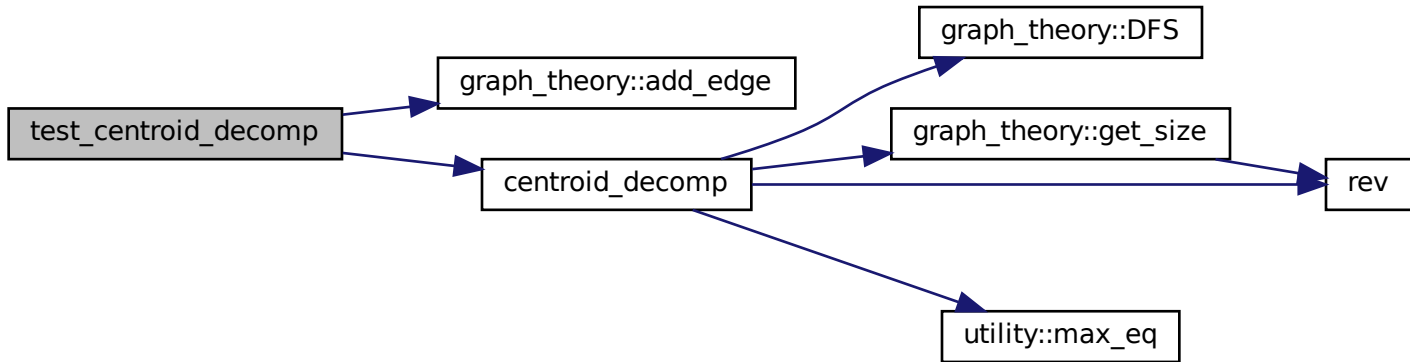 test_centroid_decomp
graph_theory::add_edge
centroid_decomp
graph_theory::DFS
graph_theory::get_size
rev
utility::max_eq